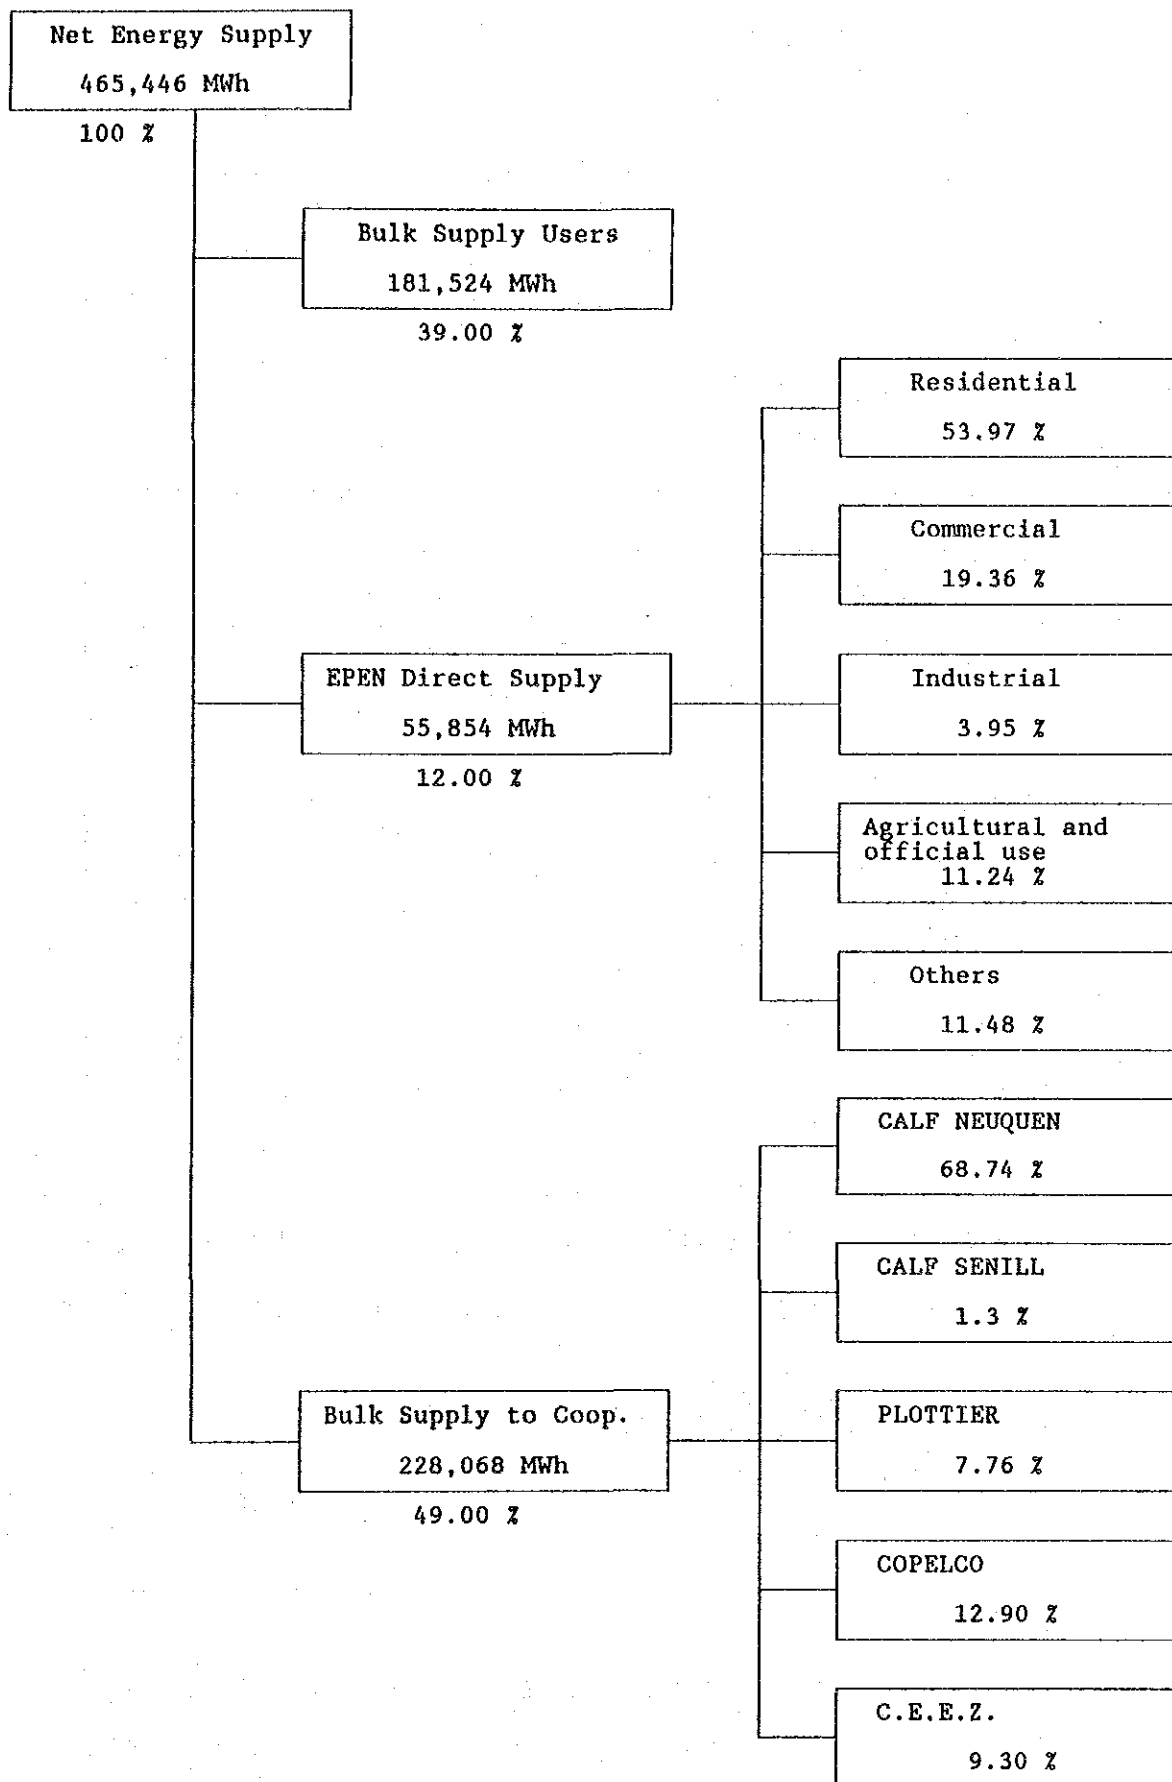 Net Energy Supply
465,446 MWh
100 %
Bulk Supply Users
181,524 MWh
39.00 %
Residential
53.97 %
Commercial
19.36 %
EPEN Direct Supply
55,854 MWh
12.00 %
Industrial
3.95 %
Agricultural and
official use
11.24 %
Others
11.48 %
CALF NEUQUEN
68.74 %
CALF SENILL
1.3 %
Bulk Supply to Coop.
228,068 MWh
49.00 %
PLOTTIER
7.76 %
COPELCO
12.90 %
C.E.E.Z.
9.30 %